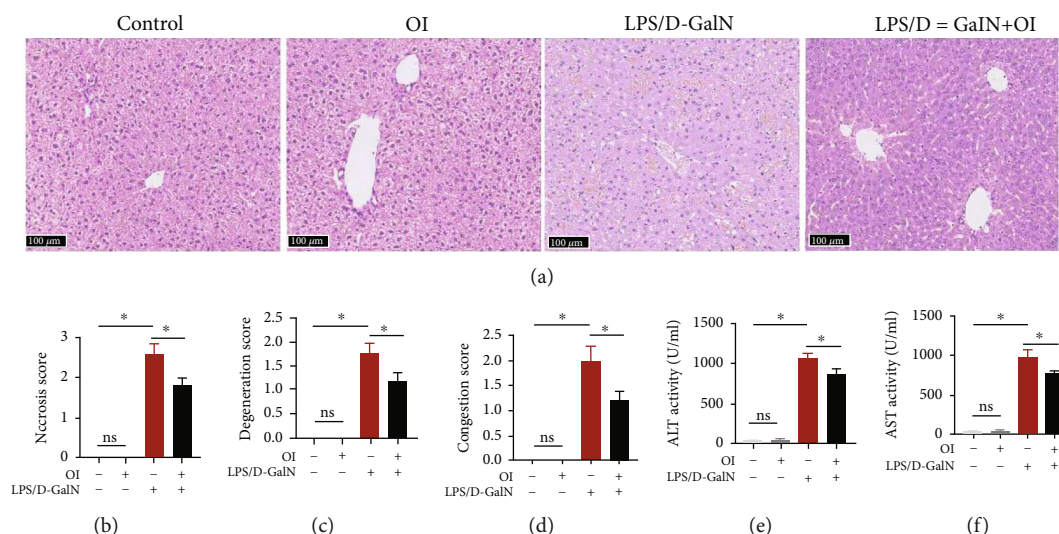 Control
OI
LPS/D-GalN
LPS/D = GaIN+OI
100 µm
100 µm
100 µm
100 µm
(a)
Nccrosis score
3
2
1
0
*
*
ns
OI – + – +
LPS/D-GalN – – + +
(b)
Degeneration score
2.5
2.0
1.5
1.0
0.5
0.0
*
*
ns
OI – + – +
LPS/D-GalN – – + +
(c)
Congestion score
2.5
2.0
1.5
1.0
0.5
0.0
*
*
ns
OI – + – +
LPS/D-GalN – – + +
(d)
ALT activity (U/ml)
1500
1000
500
0
*
*
ns
OI – + – +
LPS/D-GalN – – + +
(e)
AST activity (U/ml)
1500
1000
500
0
*
*
ns
OI – + – +
LPS/D-GalN – – + +
(f)